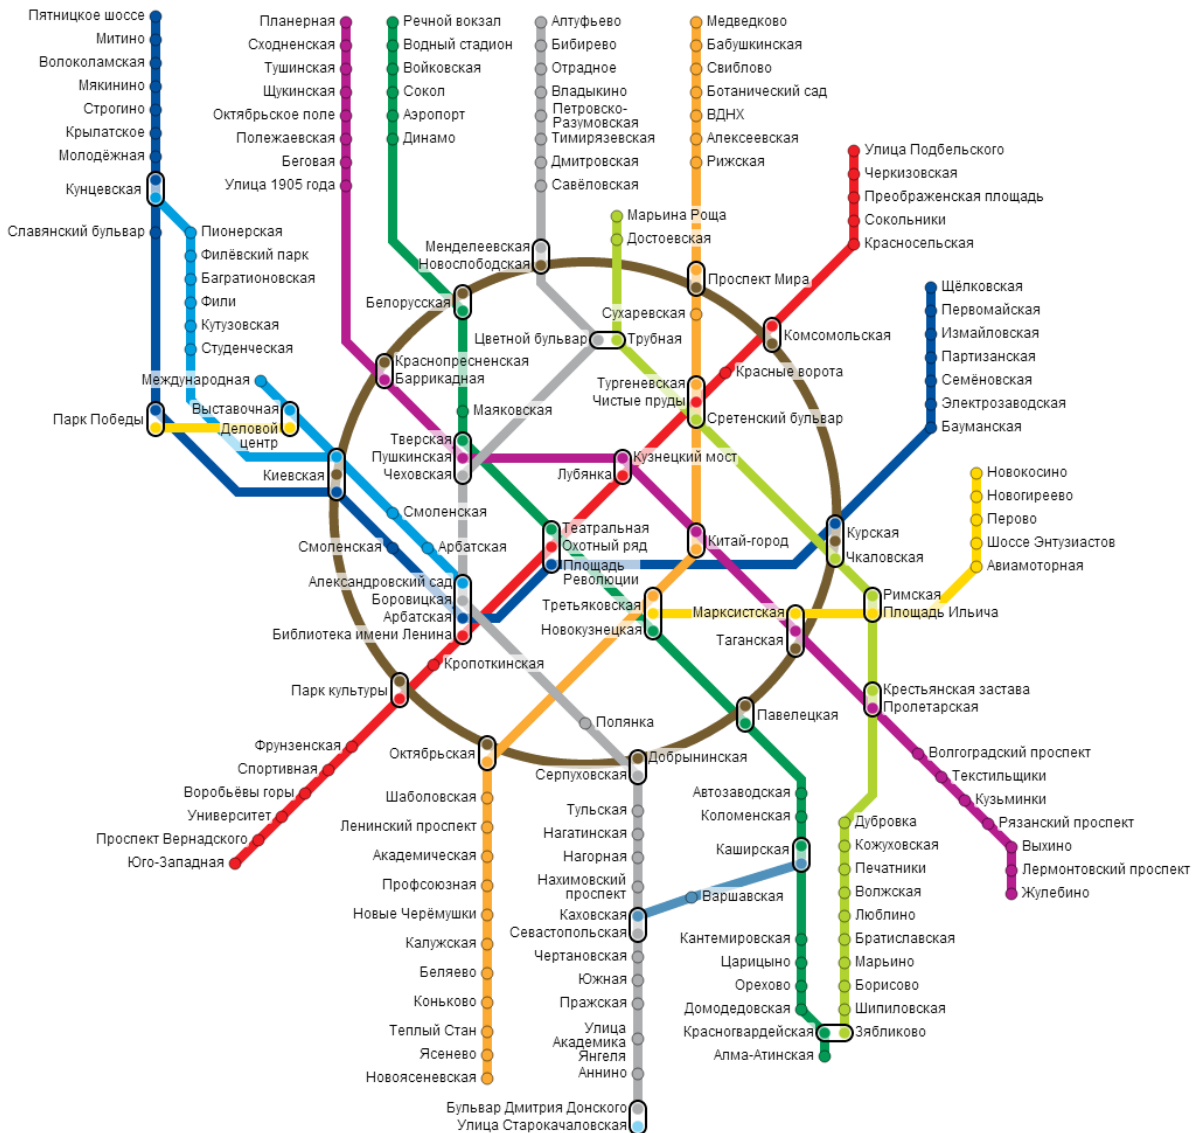 Пятницкое шоссе
Митино
Волоколамская
Мякинино
Строгино
Крылатское
Молодёжная
Кунцевская
Славянский бульвар
Пионерская
Филёвский парк
Багратионовская
Фили
Кутузовская
Студенческая
Международная
Выставочная
Деловой
центр
Парк Победы
Киевская
Планерная
Сходненская
Тушинская
Щукинская
Октябрьское поле
Полежаевская
Беговая
Улица 1905 года
Речной вокзал
Водный стадион
Войковская
Сокол
Аэропорт
Динамо
Белорусская
Краснопресненская
Баррикадная
Маяковская
Тверская
Пушкинская
Чеховская
Алтуфьево
Бибирево
Отрадное
Владыкино
Петровско-
Разумовская
Тимирязевская
Дмитровская
Савёловская
Менделеевская
Новослободская
Цветной бульвар
Трубная
Марьина Роща
Достоевская
Медведково
Бабушкинская
Свиблово
Ботанический сад
ВДНХ
Алексеевская
Рижская
Проспект Мира
Сухаревская
Тургеневская
Чистые пруды
Сретенский бульвар
Улица Подбельского
Черкизовская
Преображенская площадь
Сокольники
Красносельская
Комсомольская
Красные ворота
Кузнецкий мост
Лубянка
Китай-город
Щёлковская
Первомайская
Измайловская
Партизанская
Семёновская
Электрозаводская
Бауманская
Курская
Чкаловская
Новокосино
Новогиреево
Перово
Шоссе Энтузиастов
Авиамоторная
Римская
Площадь Ильича
Марксистская
Таганская
Смоленская
Смоленская
Арбатская
Театральная
Охотный ряд
Площадь
Революции
Александровский сад
Боровицкая
Арбатская
Библиотека имени Ленина
Третьяковская
Новокузнецкая
Кропоткинская
Парк культуры
Фрунзенская
Спортивная
Воробьёвы горы
Университет
Проспект Вернадского
Юго-Западная
Полянка
Октябрьская
Добрынинская
Серпуховская
Павелецкая
Крестьянская застава
Пролетарская
Волгоградский проспект
Текстильщики
Кузьминки
Рязанский проспект
Выхино
Лермонтовский проспект
Жулебино
Шаболовская
Ленинский проспект
Академическая
Профсоюзная
Новые Черёмушки
Калужская
Беляево
Коньково
Теплый Стан
Ясенево
Новоясеневская
Тульская
Нагатинская
Нагорная
Нахимовский
проспект
Каховская
Севастопольская
Чертановская
Южная
Пражская
Улица
Академика
Янгеля
Аннино
Бульвар Дмитрия Донского
Улица Старокачаловская
Варшавская
Автозаводская
Коломенская
Каширская
Кантемировская
Царицыно
Орехово
Домодедовская
Красногвардейская
Алма-Атинская
Дубровка
Кожуховская
Печатники
Волжская
Люблино
Братиславская
Марьино
Борисово
Шипиловская
Зябликово